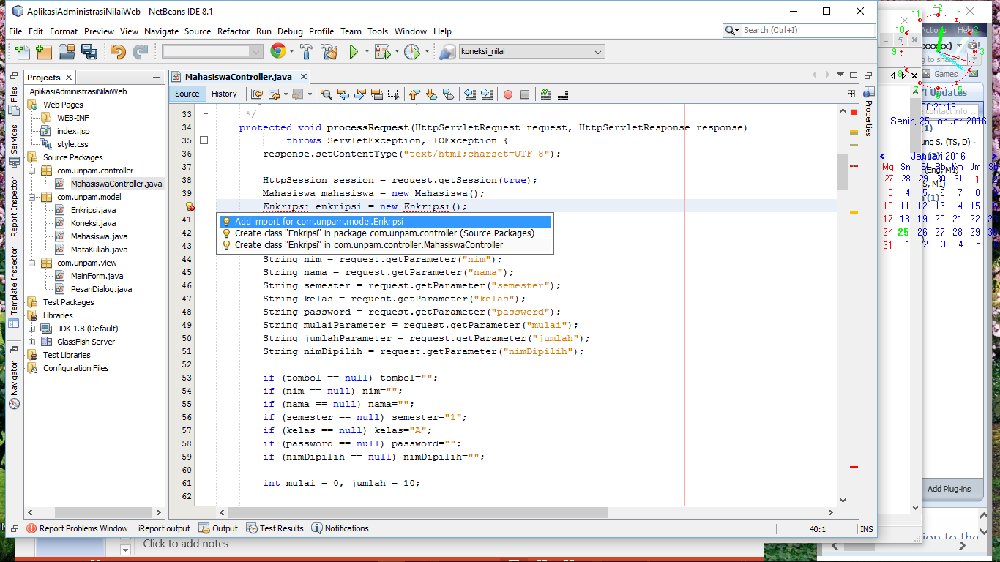 AplikasiAdministrasiNilaiWeb - NetBeans IDE 8.1
File Edit Format Preview View Navigate Source Refactor Run Debug Profile Team Tools Window Help
Search (Ctrl+I)
koneksi_nilai
Projects
AplikasiAdministrasiNilaiWeb
Web Pages
WEB-INF
index.jsp
style.css
Source Packages
com.unpam.controller
MahasiswaController.java
com.unpam.model
Enkripsi.java
Koneksi.java
Mahasiswa.java
MataKuliah.java
com.unpam.view
MainForm.java
PesanDialog.java
Test Packages
Libraries
JDK 1.8 (Default)
GlassFish Server
Test Libraries
Configuration Files
Files
Services
Report Inspector
Template Inspector
Navigator
MahasiswaController.java
Source History
33 */
34 protected void processRequest(HttpServletRequest request, HttpServletResponse response)
35 throws ServletException, IOException {
36 response.setContentType("text/html;charset=UTF-8");
37
38 HttpSession session = request.getSession(true);
39 Mahasiswa mahasiswa = new Mahasiswa();
Enkripsi enkripsi = new Enkripsi();
41
Add import for com.unpam.model.Enkripsi
42
Create class "Enkripsi" in package com.unpam.controller (Source Packages)
43
Create class "Enkripsi" in com.unpam.controller.MahasiswaController
44 String nim = request.getParameter("nim");
45 String nama = request.getParameter("nama");
46 String semester = request.getParameter("semester");
47 String kelas = request.getParameter("kelas");
48 String password = request.getParameter("password");
49 String mulaiParameter = request.getParameter("mulai");
50 String jumlahParameter = request.getParameter("jumlah");
51 String nimDipilih = request.getParameter("nimDipilih");
52
53 if (tombol == null) tombol="";
54 if (nim == null) nim="";
55 if (nama == null) nama="";
56 if (semester == null) semester="1";
57 if (kelas == null) kelas="A";
58 if (password == null) password="";
59 if (nimDipilih == null) nimDipilih="";
60
61 int mulai = 0, jumlah = 10;
62
Properties
Report Problems Window iReport output Output Test Results Notifications
40:1 INS
Click to add notes
Actions Help
(xxxxx)
to share?
Games
Y! Updates
00:21:18
contact info...
Senin, 25 Januari 2016
(1)
ung S. (TS, D) -
Januari 2016
(Eng, M1)
Mg Sn Sl Rb Km Jm
27 28 29 30 31 1
3 4 5 6 7 8
10 11 12 13 14 15
17 18 19 20 21 22
24 25 26 27 28 29
31 1 2 3 4 5
Add Plug-ins
ion to the